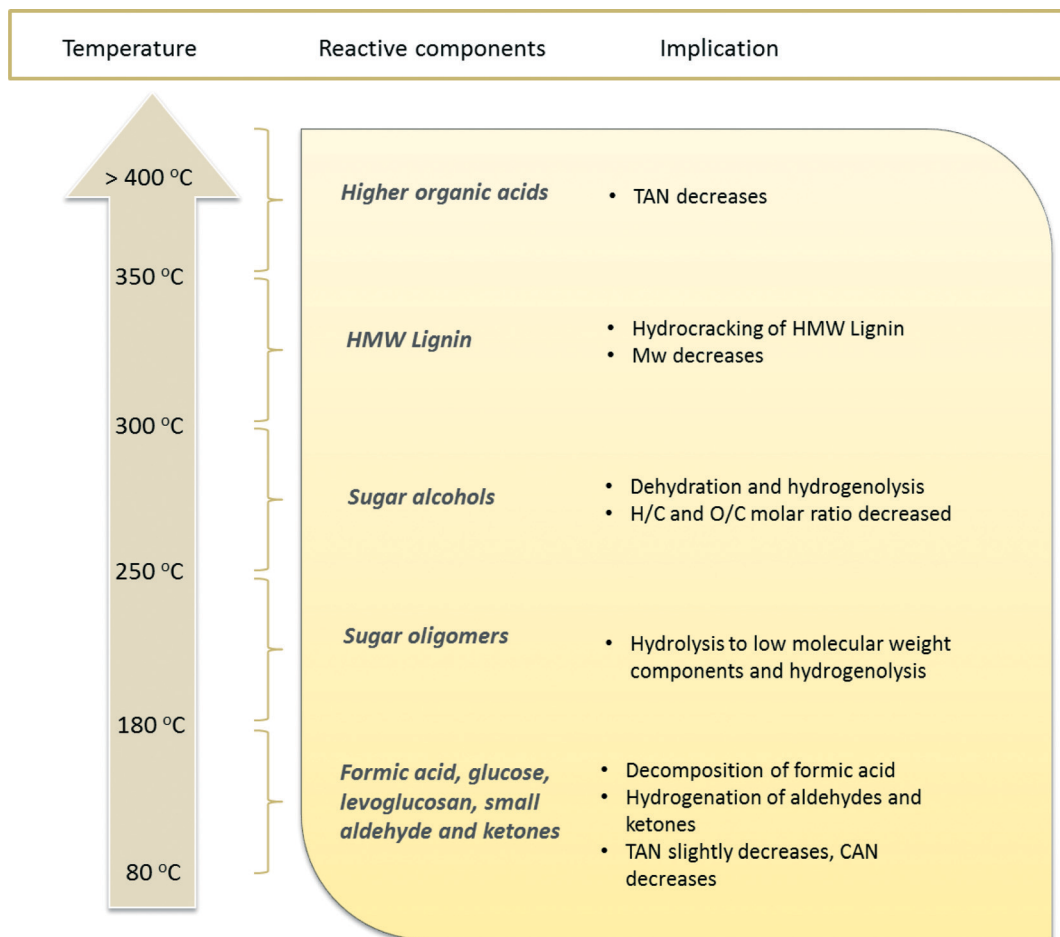 Temperature Reactive components Implication
> 400 °C
Higher organic acids
• TAN decreases
350 °C
HMW Lignin
• Hydrocracking of HMW Lignin
• Mw decreases
300 °C
Sugar alcohols
• Dehydration and hydrogenolysis
• H/C and O/C molar ratio decreased
250 °C
Sugar oligomers
• Hydrolysis to low molecular weight
components and hydrogenolysis
180 °C
Formic acid, glucose,
levoglucosan, small
aldehyde and ketones
• Decomposition of formic acid
• Hydrogenation of aldehydes and
ketones
• TAN slightly decreases, CAN
decreases
80 °C